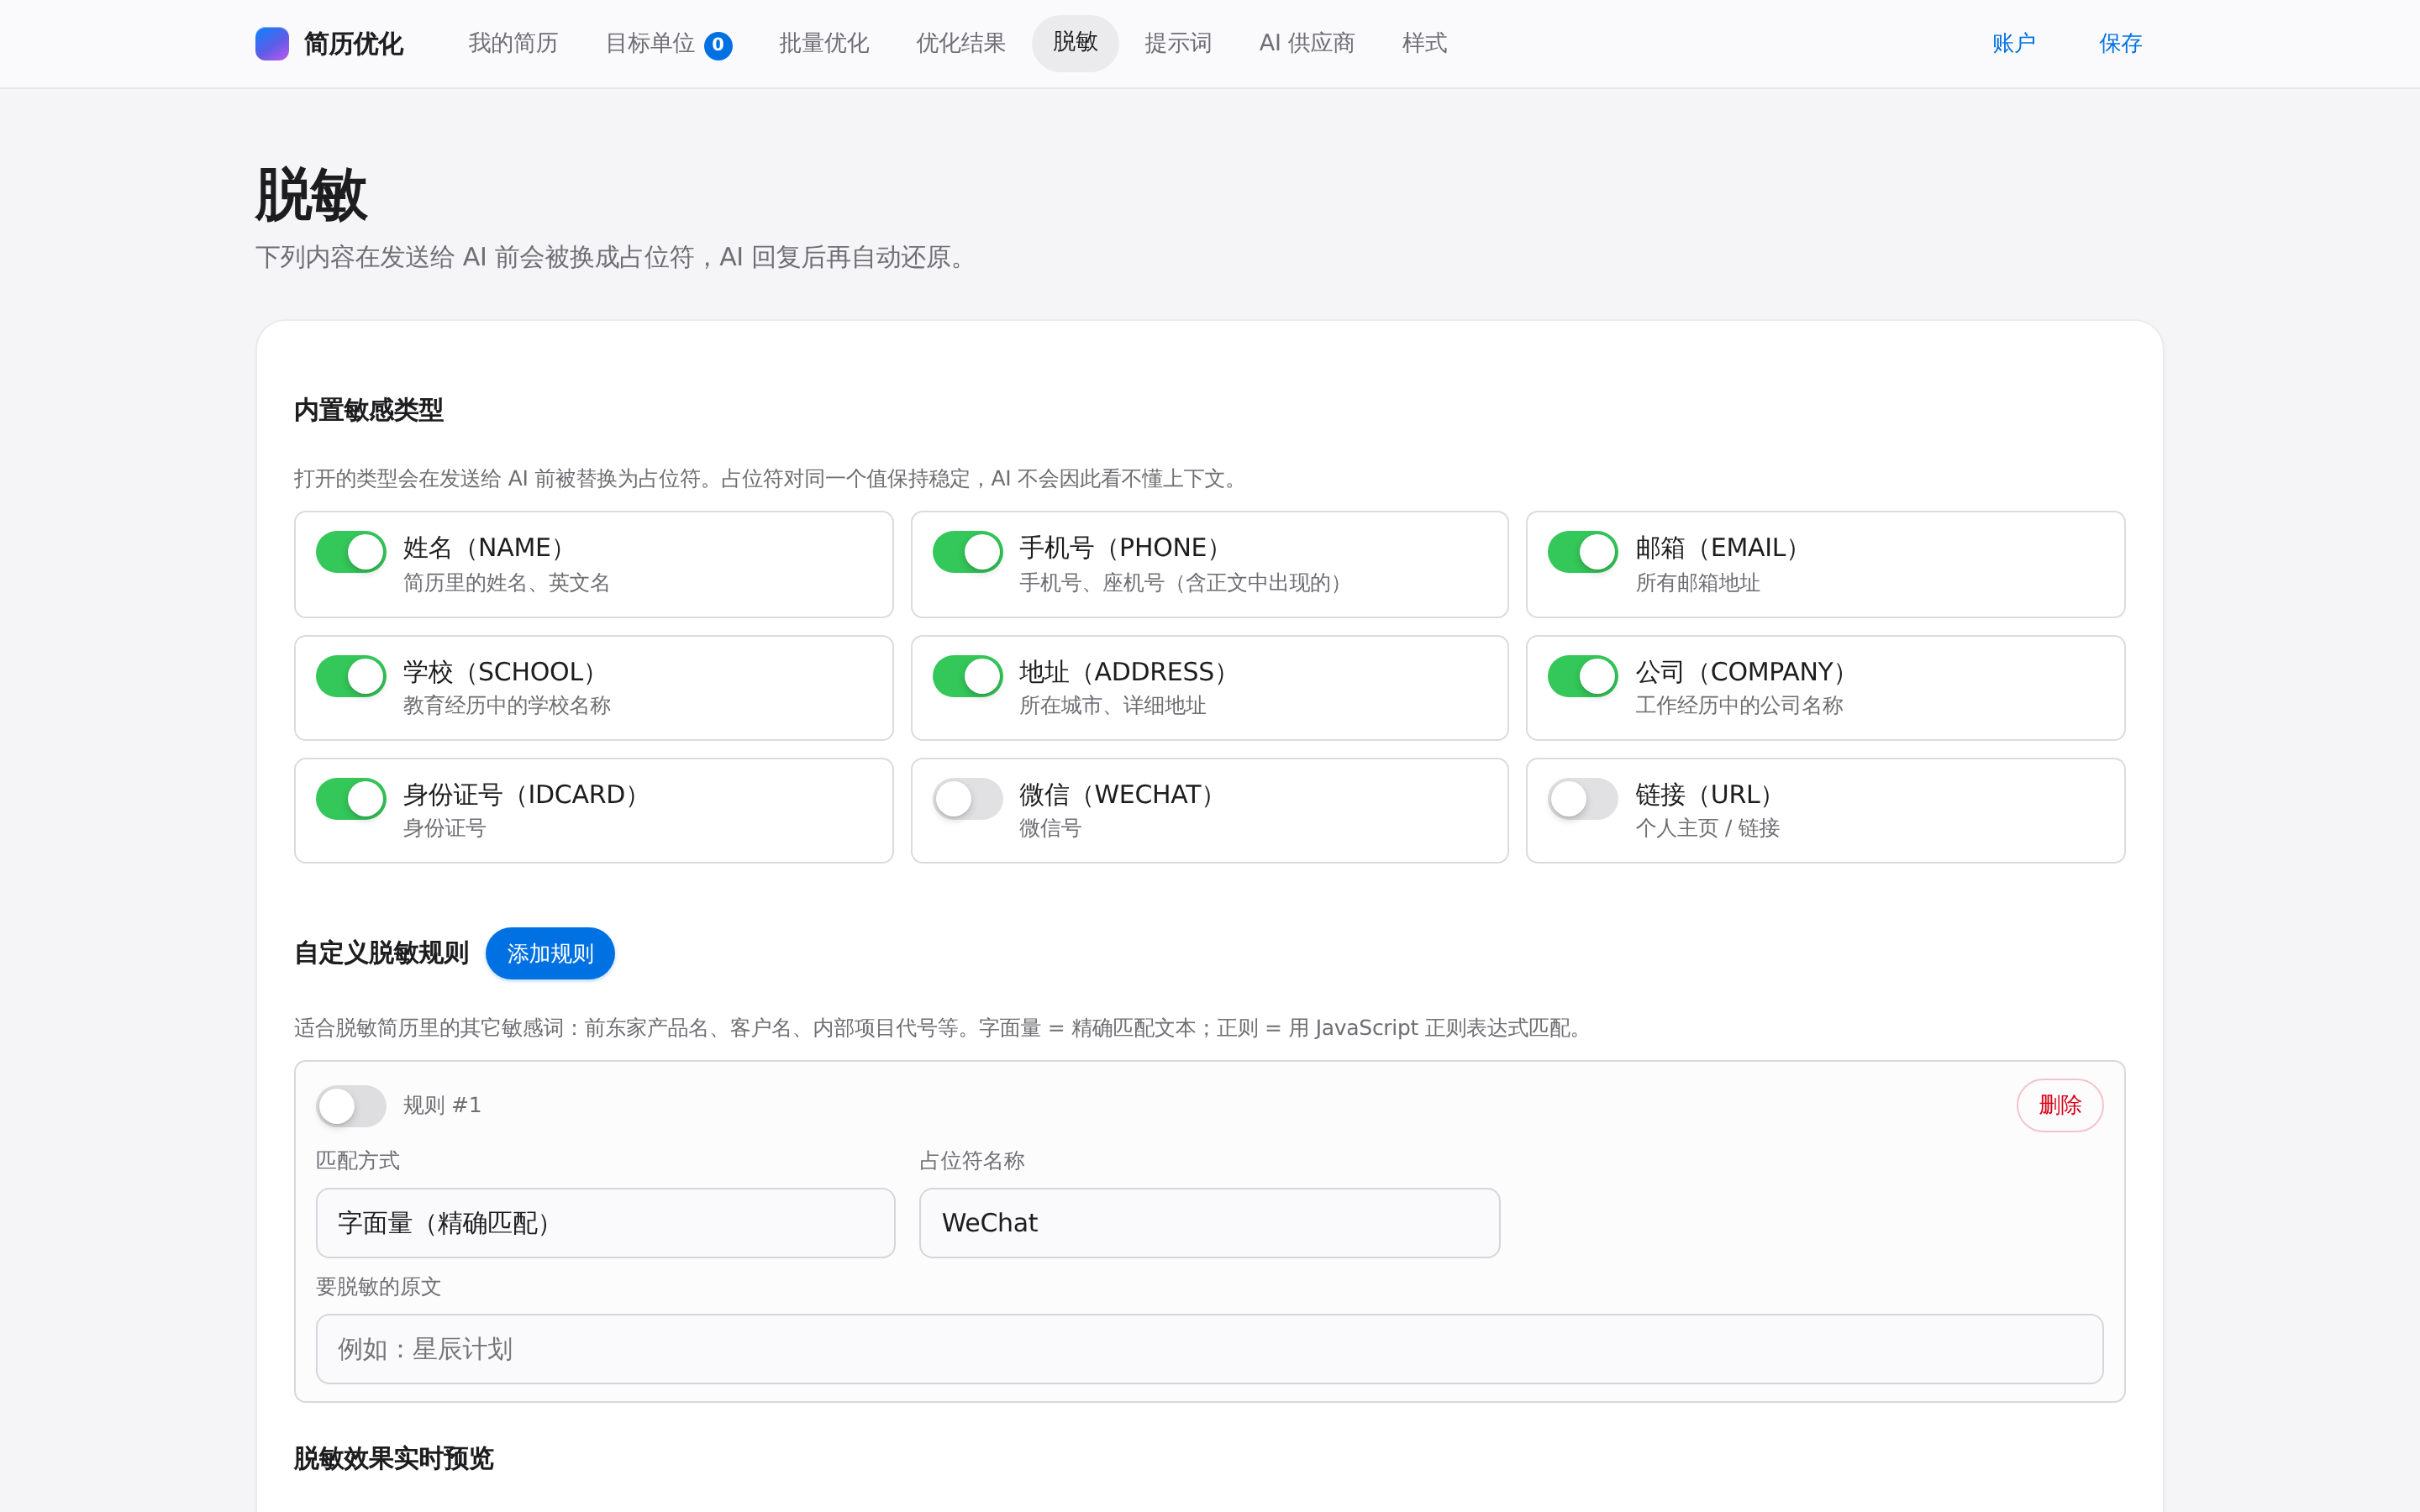 简历优化 我的简历 目标单位 0 批量优化 优化结果 脱敏 提示词 AI 供应商 样式 账户 保存
脱敏
下列内容在发送给 AI 前会被换成占位符，AI 回复后再自动还原。
内置敏感类型
打开的类型会在发送给 AI 前被替换为占位符。占位符对同一个值保持稳定，AI 不会因此看不懂上下文。
姓名（NAME）
简历里的姓名、英文名
手机号（PHONE）
手机号、座机号（含正文中出现的）
邮箱（EMAIL）
所有邮箱地址
学校（SCHOOL）
教育经历中的学校名称
地址（ADDRESS）
所在城市、详细地址
公司（COMPANY）
工作经历中的公司名称
身份证号（IDCARD）
身份证号
微信（WECHAT）
微信号
链接（URL）
个人主页 / 链接
自定义脱敏规则 添加规则
适合脱敏简历里的其它敏感词：前东家产品名、客户名、内部项目代号等。字面量 = 精确匹配文本；正则 = 用 JavaScript 正则表达式匹配。
规则 #1 删除
匹配方式 占位符名称
字面量（精确匹配） WeChat
要脱敏的原文
例如：星辰计划
脱敏效果实时预览